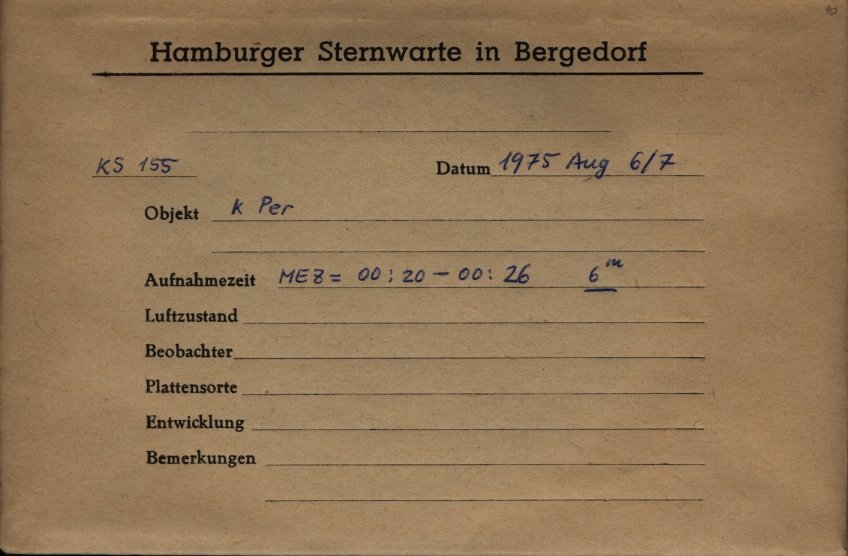 10
Hamburger Sternwarte in Bergedorf
KS 155 Datum 1975 Aug 6/7
Objekt K Per
Aufnahmezeit MEZ = 00:20 - 00:26 6m
Luftzustand
Beobachter
Plattensorte
Entwicklung
Bemerkungen